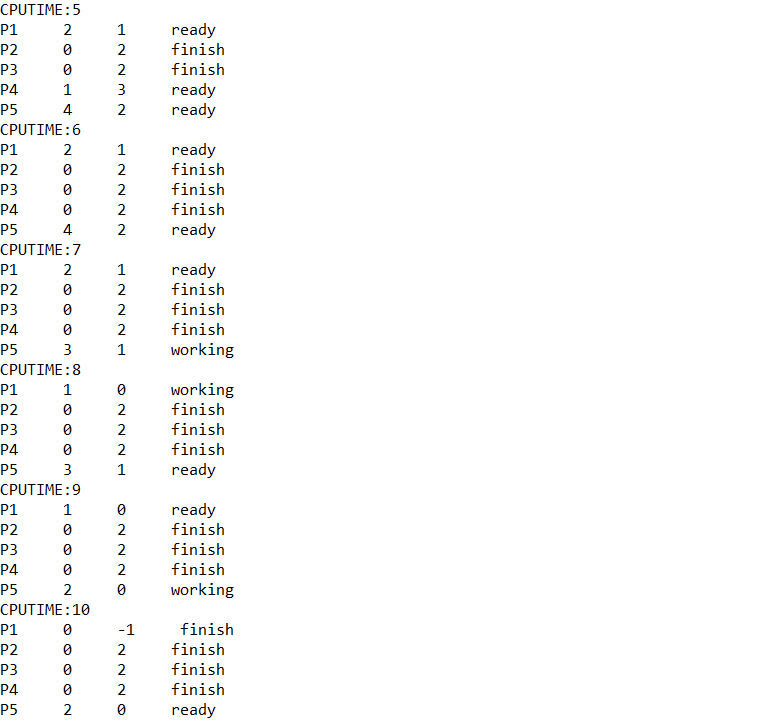 CPUTIME:5
P1 2 1 ready
P2 0 2 finish
P3 0 2 finish
P4 1 3 ready
P5 4 2 ready
CPUTIME:6
P1 2 1 ready
P2 0 2 finish
P3 0 2 finish
P4 0 2 finish
P5 4 2 ready
CPUTIME:7
P1 2 1 ready
P2 0 2 finish
P3 0 2 finish
P4 0 2 finish
P5 3 1 working
CPUTIME:8
P1 1 0 working
P2 0 2 finish
P3 0 2 finish
P4 0 2 finish
P5 3 1 ready
CPUTIME:9
P1 1 0 ready
P2 0 2 finish
P3 0 2 finish
P4 0 2 finish
P5 2 0 working
CPUTIME:10
P1 0 -1 finish
P2 0 2 finish
P3 0 2 finish
P4 0 2 finish
P5 2 0 ready